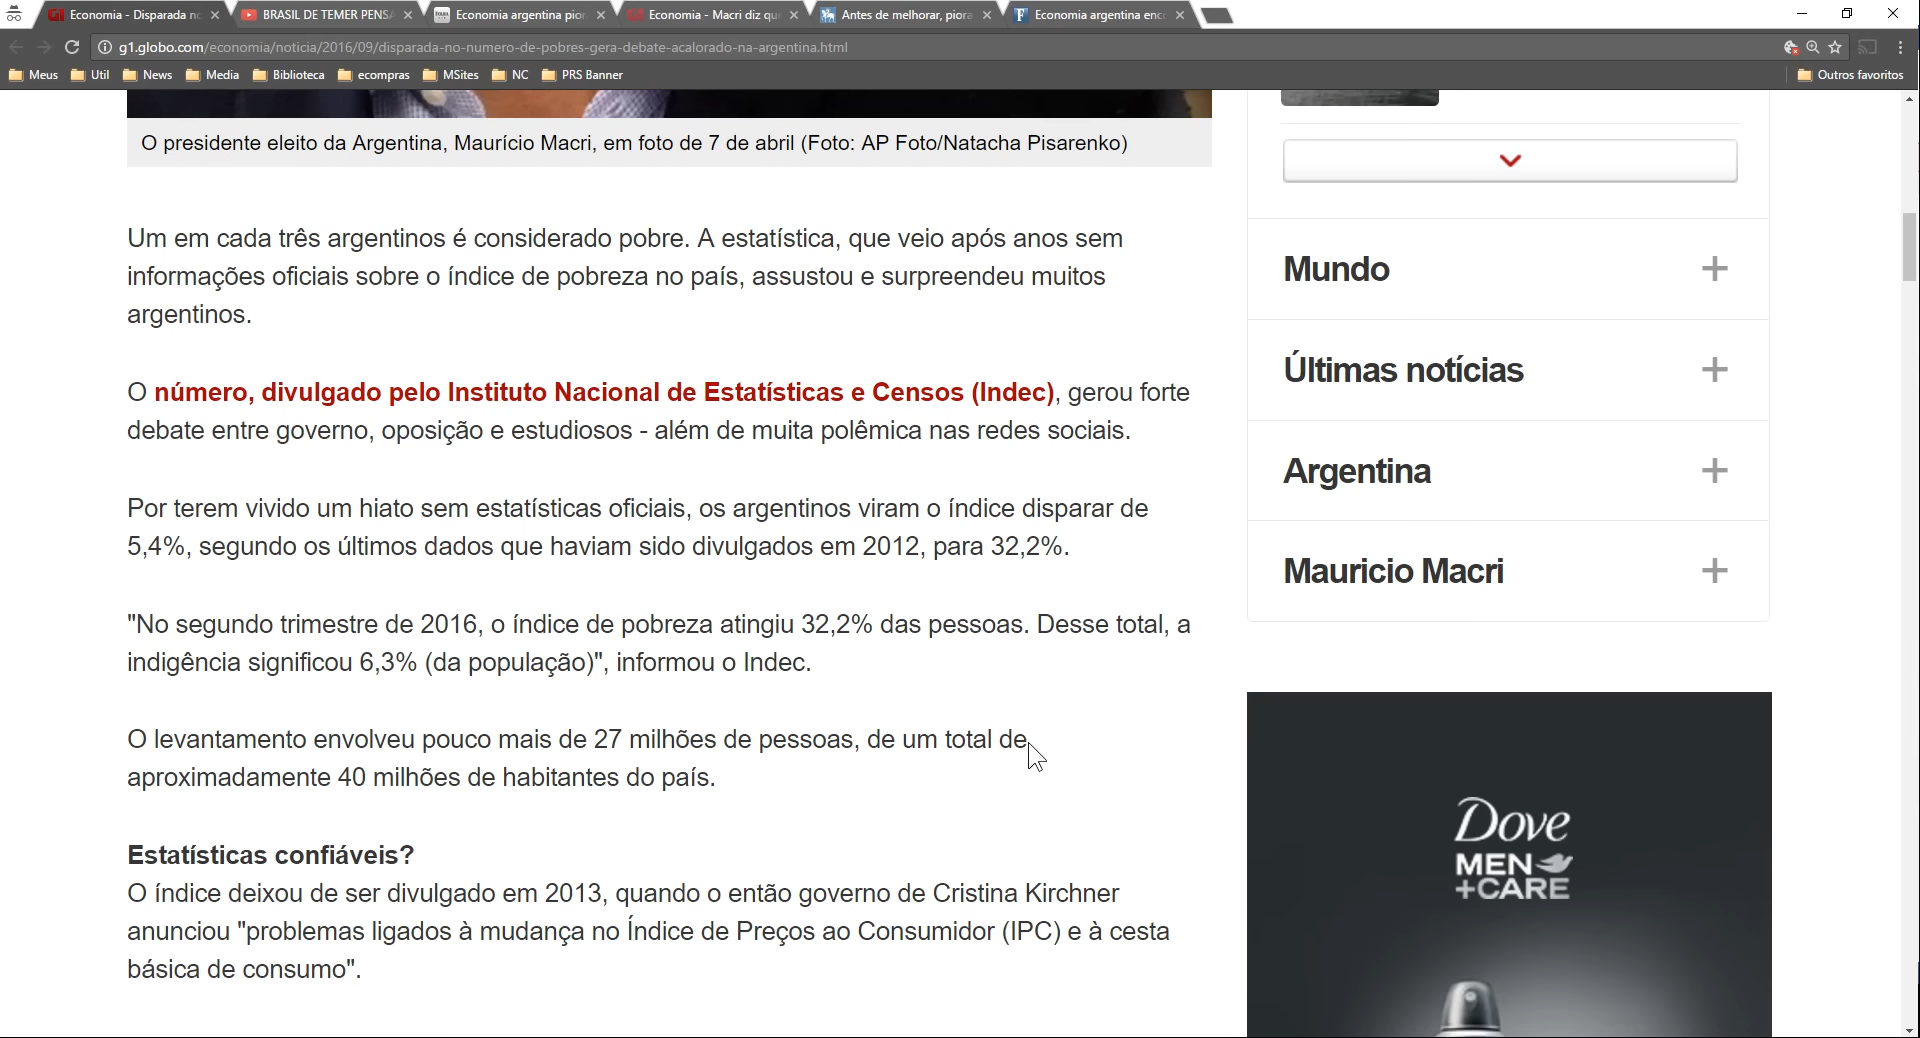 Economia - Disparada no
BRASIL DE TEMER PENSA
Economia argentina pior
Economia - Macri diz que
Antes de melhorar, piora
Economia argentina enc
g1.globo.com/economia/noticia/2016/09/disparada-no-numero-de-pobres-gera-debate-acalorado-na-argentina.html
Meus
Util
News
Media
Biblioteca
ecompras
MSites
NC
PRS Banner
Outros favoritos
O presidente eleito da Argentina, Maurício Macri, em foto de 7 de abril (Foto: AP Foto/Natacha Pisarenko)
Um em cada três argentinos é considerado pobre. A estatística, que veio após anos sem
informações oficiais sobre o índice de pobreza no país, assustou e surpreendeu muitos
argentinos.
O número, divulgado pelo Instituto Nacional de Estatísticas e Censos (Indec), gerou forte
debate entre governo, oposição e estudiosos - além de muita polêmica nas redes sociais.
Por terem vivido um hiato sem estatísticas oficiais, os argentinos viram o índice disparar de
5,4%, segundo os últimos dados que haviam sido divulgados em 2012, para 32,2%.
"No segundo trimestre de 2016, o índice de pobreza atingiu 32,2% das pessoas. Desse total, a
indigência significou 6,3% (da população)", informou o Indec.
O levantamento envolveu pouco mais de 27 milhões de pessoas, de um total de
aproximadamente 40 milhões de habitantes do país.
Estatísticas confiáveis?
O índice deixou de ser divulgado em 2013, quando o então governo de Cristina Kirchner
anunciou "problemas ligados à mudança no Índice de Preços ao Consumidor (IPC) e à cesta
básica de consumo".
Mundo
Últimas notícias
Argentina
Mauricio Macri
Dove
MEN
+CARE